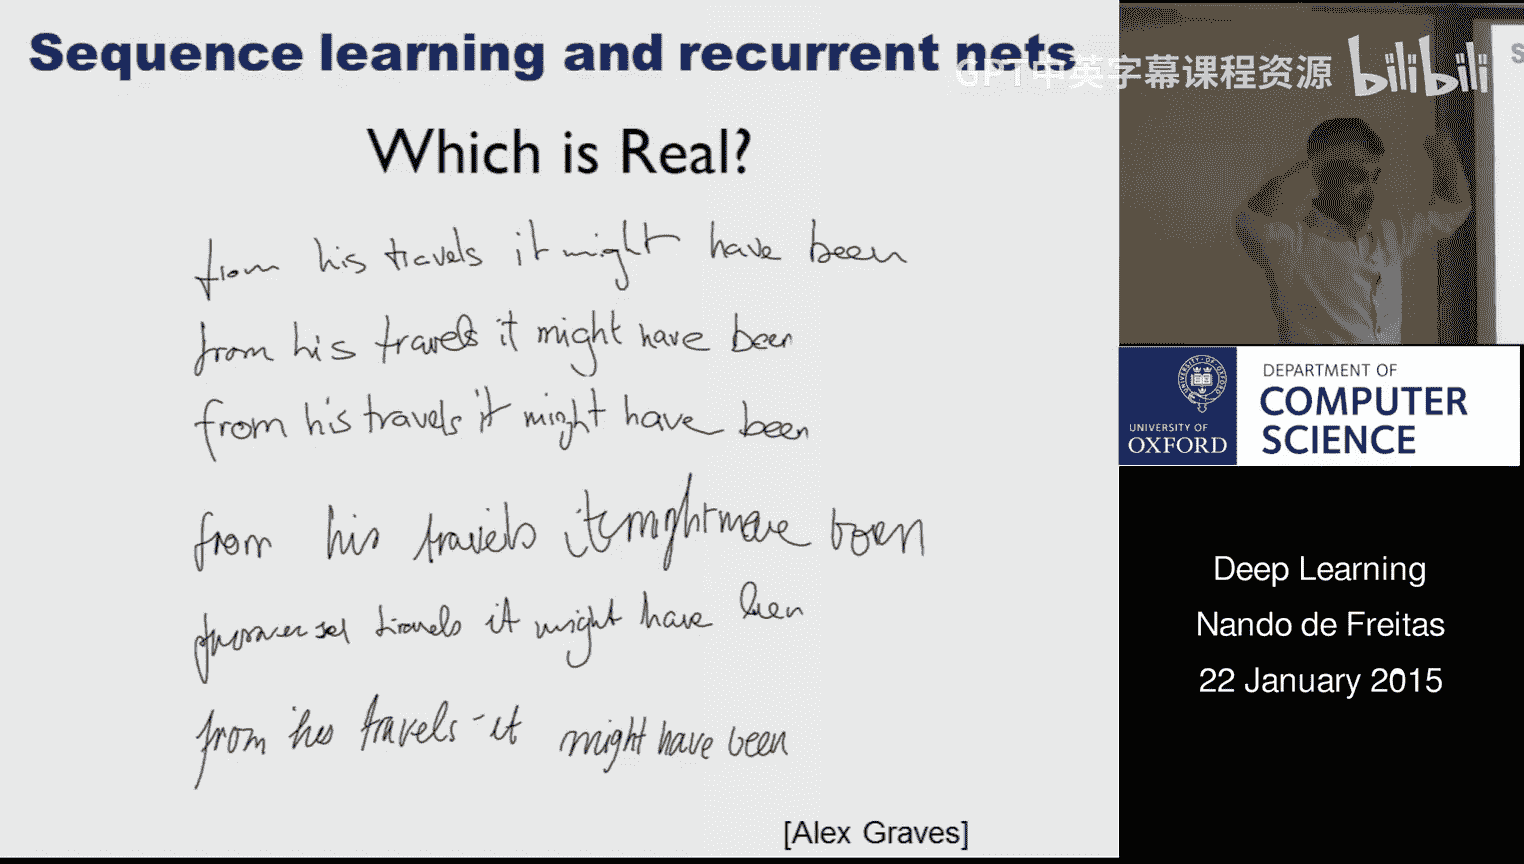 Sequence learning and recurrent nets
GPT中英字幕课程资源 bilibili
S
Which is Real?
from his travels it might have been
from his travels it might have been
from his travels it might have been
from his travels it might have been
travels it might have been
from his travels it might have been
[Alex Graves]
UNIVERSITY OF OXFORD
DEPARTMENT OF
COMPUTER
SCIENCE
Deep Learning
Nando de Freitas
22 January 2015